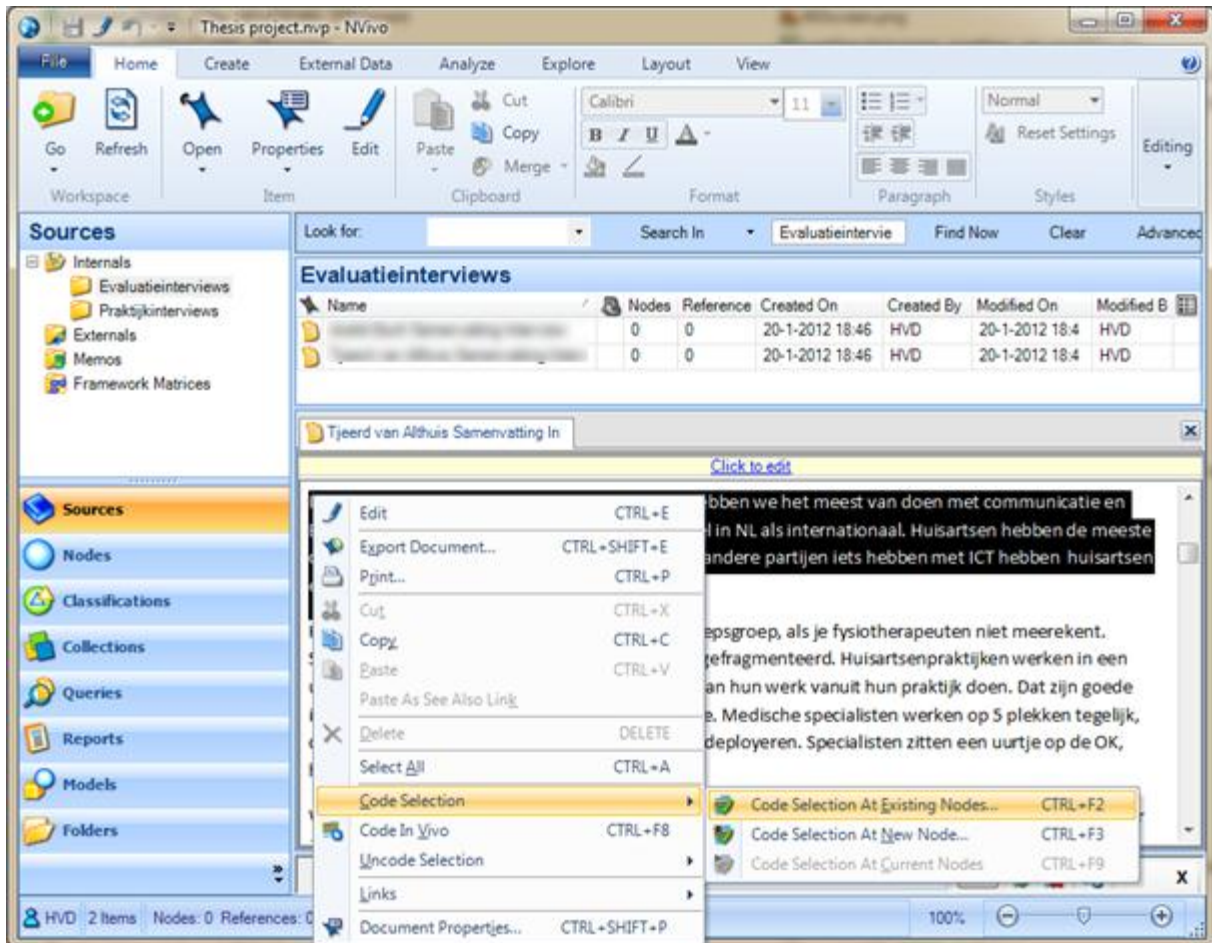 Thesis project.nvp - NVivo
File Home Create External Data Analyze Explore Layout View
Go Refresh Open Properties Edit Paste Cut Copy Merge
Calibri 11 B I U A
Normal Reset Settings Editing
Workspace Item Clipboard Format Paragraph Styles
Sources
Internals
Evaluatieinterviews
Praktijkinterviews
Externals
Memos
Framework Matrices
Look for: Search In Evaluatieintervie Find Now Clear Advanced
Evaluatieinterviews
Name Nodes Reference Created On Created By Modified On Modified B
0 0 20-1-2012 18:46 HVD 20-1-2012 18:4 HVD
0 0 20-1-2012 18:46 HVD 20-1-2012 18:4 HVD
Tjeerd van Althuis Samenvatting In
Click to edit
bben we het meest van doen met communicatie en
l in NL als internationaal. Huisartsen hebben de meeste
andere partijen iets hebben met ICT hebben huisartsen
epsgroep, als je fysiotherapeuten niet meerekent.
gefragmenteerd. Huisartsenpraktijken werken in een
an hun werk vanuit hun praktijk doen. Dat zijn goede
e. Medische specialisten werken op 5 plekken tegelijk,
deployeren. Specialisten zitten een uurtje op de OK,
Sources
Nodes
Classifications
Collections
Queries
Reports
Models
Folders
Edit CTRL+E
Export Document... CTRL+SHIFT+E
Print... CTRL+P
Cut CTRL+X
Copy CTRL+C
Paste CTRL+V
Paste As See Also Link
Delete DELETE
Select All CTRL+A
Code Selection
Code In Vivo CTRL+F8
Uncode Selection
Links
Document Properties... CTRL+SHIFT+P
Code Selection At Existing Nodes... CTRL+F2
Code Selection At New Node... CTRL+F3
Code Selection At Current Nodes CTRL+F9
X
HVD 2 Items Nodes: 0 References: 0 100%